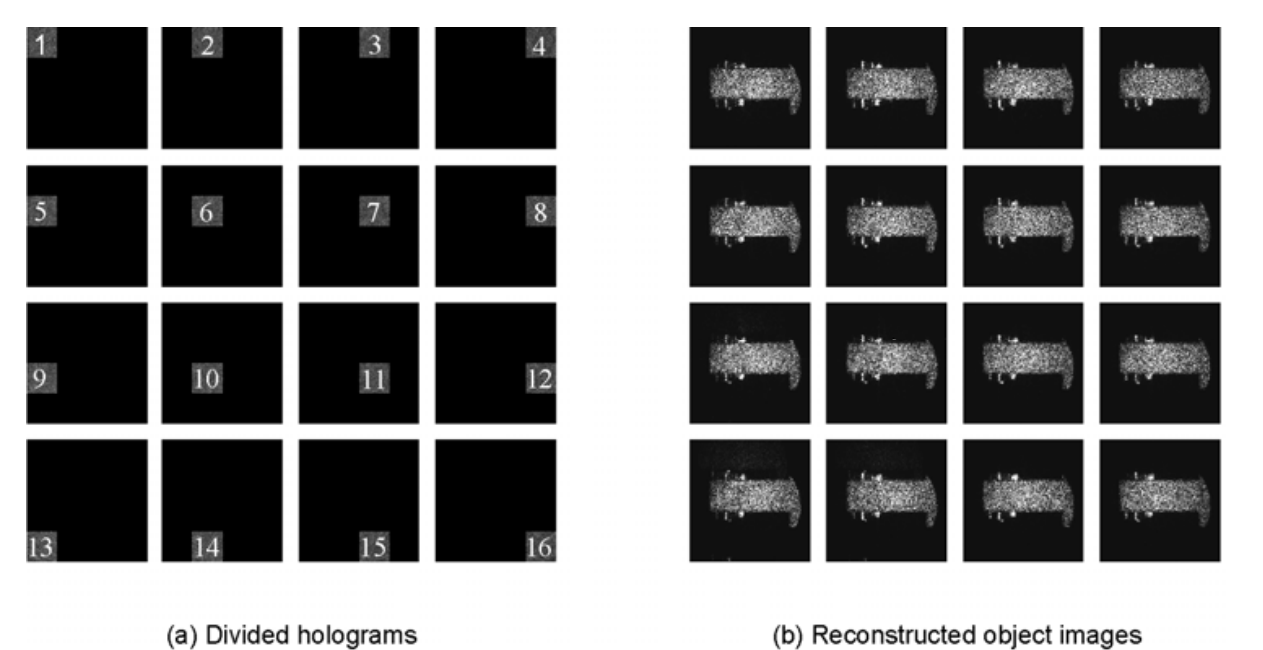 1 2 3 4
5 6 7 8
9 10 11 12
13 14 15 16
(a) Divided holograms
(b) Reconstructed object images